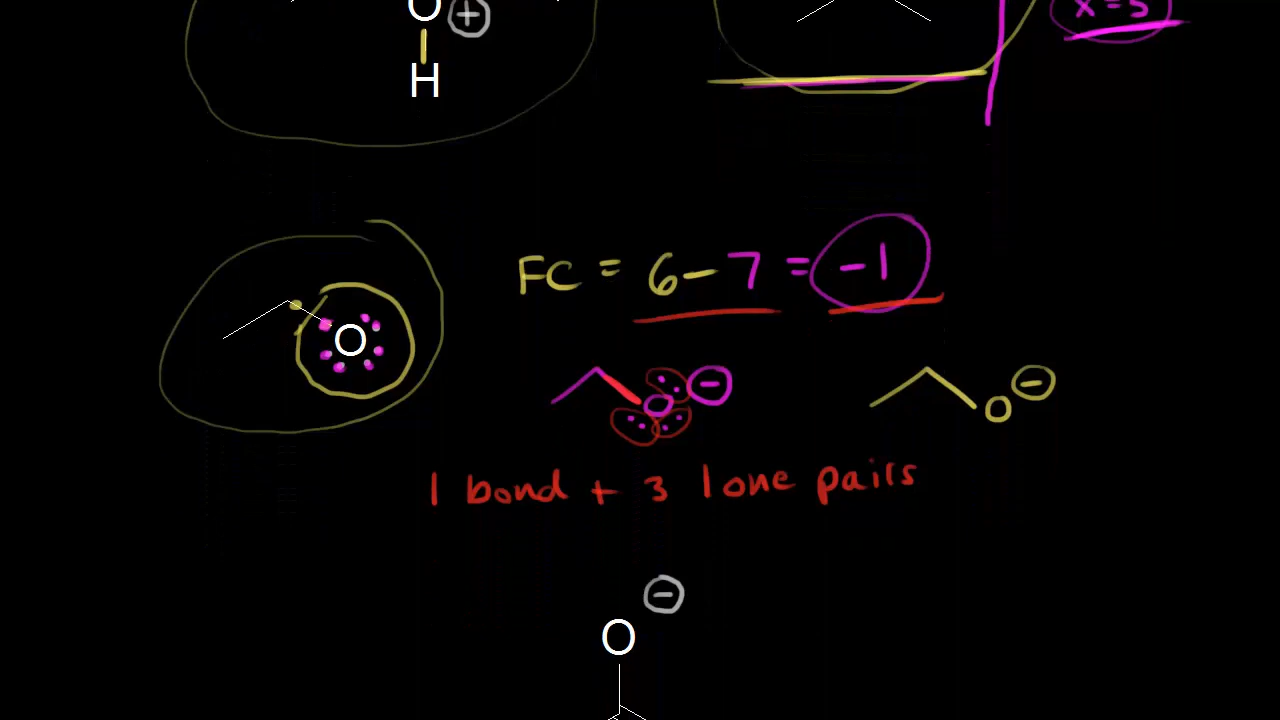 O ⊕
H
x=5
FC = 6-7 = -1
O
O ⊖
O ⊖
1 bond + 3 lone pairs
⊖
O